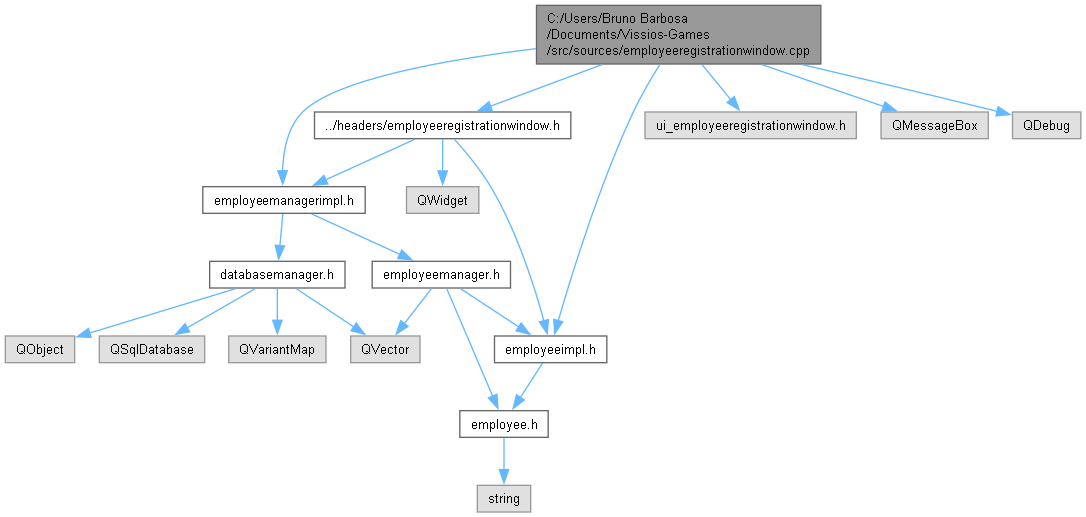 C:/Users/Bruno Barbosa
/Documents/Vissios-Games
/src/sources/employeeregistrationwindow.cpp
../headers/employeeregistrationwindow.h
ui_employeeregistrationwindow.h
QMessageBox
QDebug
employeemanagerimpl.h
QWidget
databasemanager.h
employeemanager.h
QObject
QSqlDatabase
QVariantMap
QVector
employeeimpl.h
employee.h
string